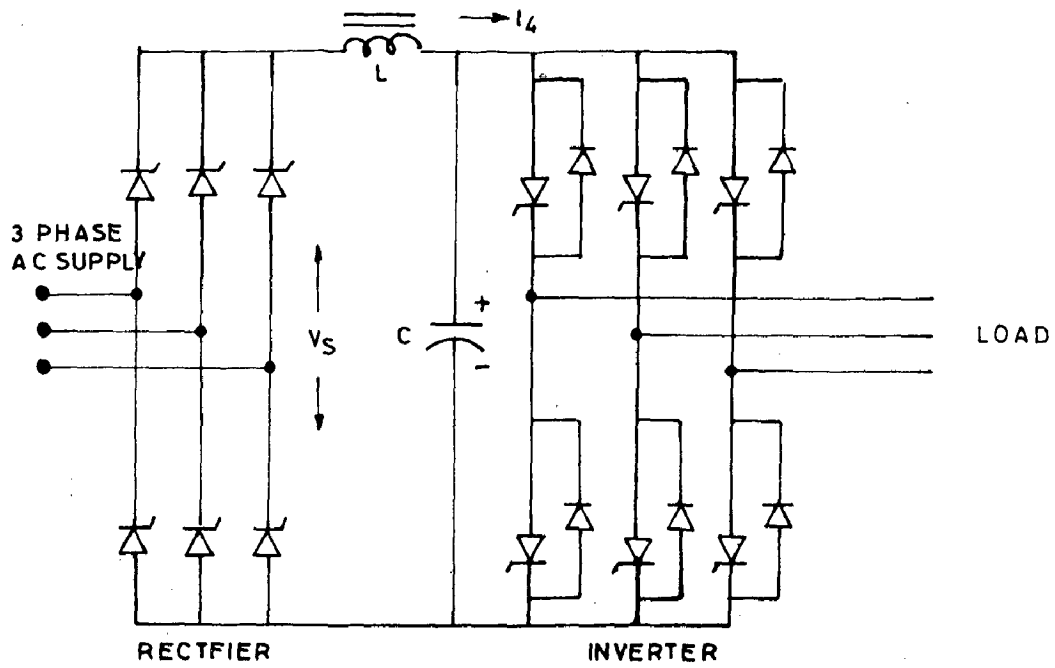 I4
L
3 PHASE
AC SUPPLY
VS
C
+
-
LOAD
RECTFIER
INVERTER